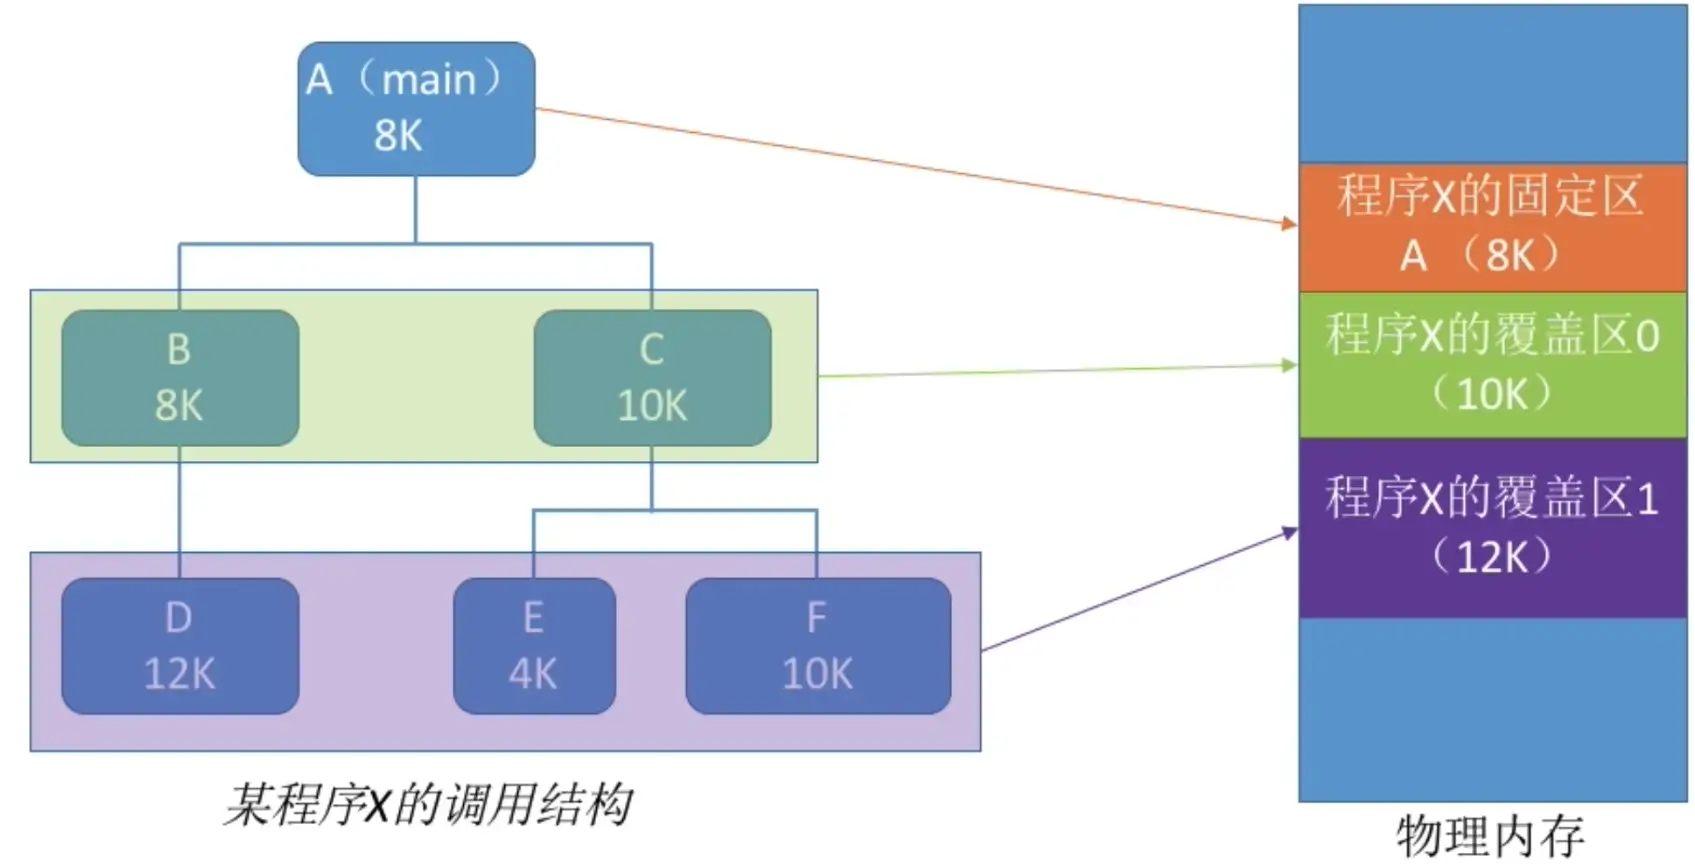 A（main）
8K
B
8K
C
10K
D
12K
E
4K
F
10K
某程序X的调用结构
程序X的固定区
A （8K）
程序X的覆盖区0
（10K）
程序X的覆盖区1
（12K）
物理内存